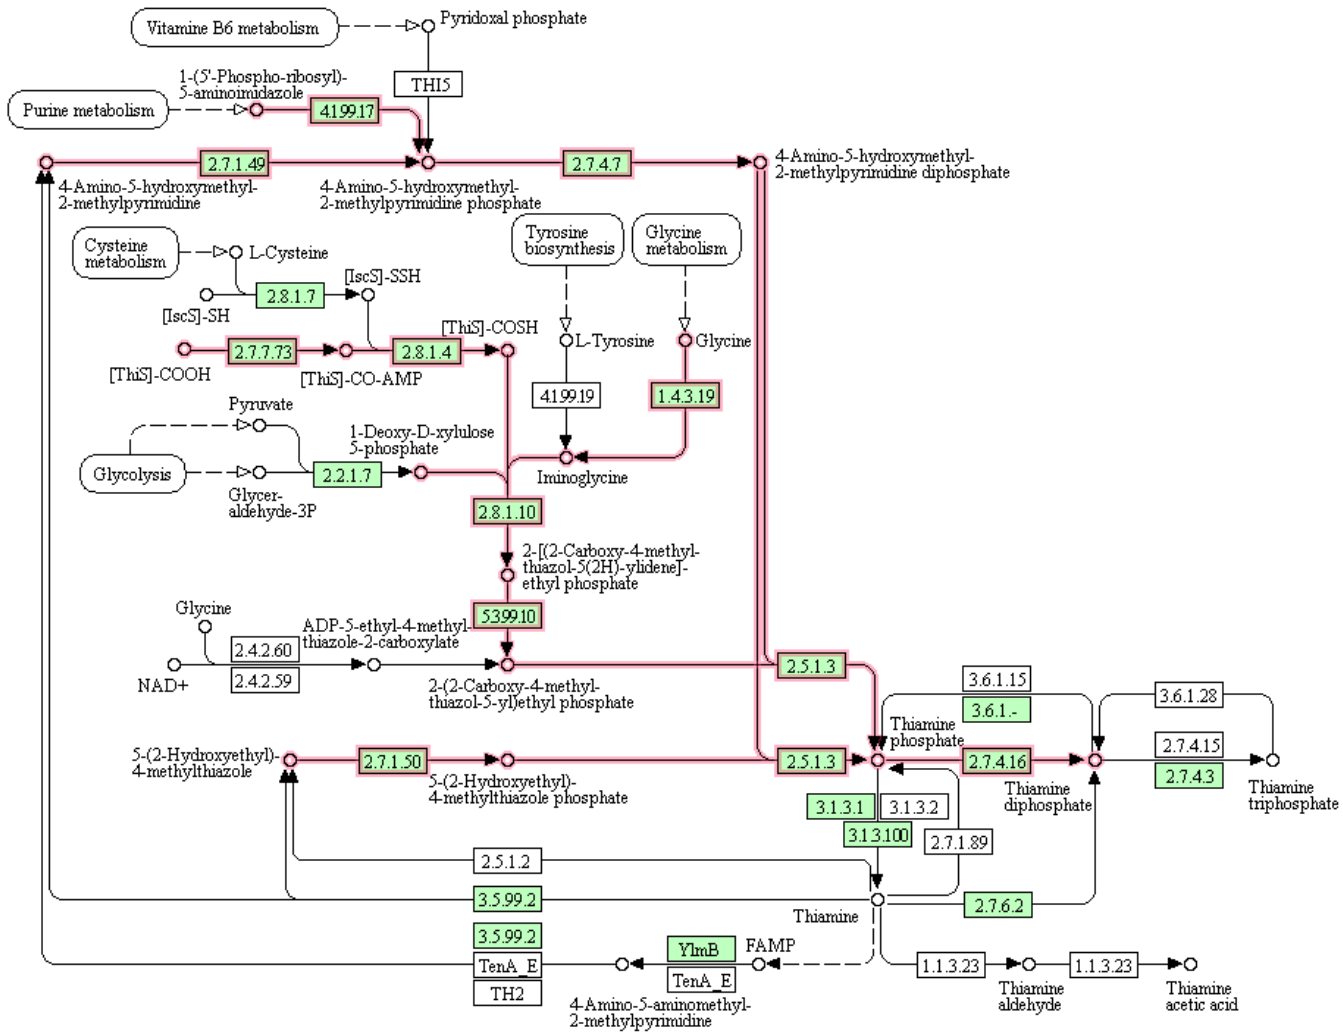 Vitamine B6 metabolism
Pyridoxal phosphate
THI5
1-(5'-Phospho-ribosyl)-
5-aminoimidazole
Purine metabolism
4.1.99.17
2.7.1.49
2.7.4.7
4-Amino-5-hydroxymethyl-
2-methylpyrimidine
4-Amino-5-hydroxymethyl-
2-methylpyrimidine phosphate
4-Amino-5-hydroxymethyl-
2-methylpyrimidine diphosphate
Cysteine
metabolism
L-Cysteine
Tyrosine
biosynthesis
Glycine
metabolism
[IscS]-SSH
2.8.1.7
[IscS]-SH
[ThiS]-COSH
L-Tyrosine
Glycine
2.7.7.73
2.8.1.4
[ThiS]-COOH
[ThiS]-CO-AMP
4.1.99.19
1.4.3.19
Pyruvate
1-Deoxy-D-xylulose
5-phosphate
Glycolysis
2.2.1.7
Iminoglycine
Glycer-
aldehyde-3P
2.8.1.10
2-[(2-Carboxy-4-methyl-
thiazol-5(2H)-ylidene]-
ethyl phosphate
Glycine
5.3.99.10
ADP-5-ethyl-4-methyl-
thiazole-2-carboxylate
2.4.2.60
2.4.2.59
NAD+
2.5.1.3
2-(2-Carboxy-4-methyl-
thiazol-5-yl)ethyl phosphate
3.6.1.15
3.6.1.-
3.6.1.28
Thiamine
phosphate
5-(2-Hydroxyethyl)-
4-methylthiazole
2.7.1.50
5-(2-Hydroxyethyl)-
4-methylthiazole phosphate
2.5.1.3
2.7.4.16
2.7.4.15
2.7.4.3
Thiamine
diphosphate
Thiamine
triphosphate
3.1.3.1
3.1.3.2
3.1.3.100
2.7.1.89
2.5.1.2
3.5.99.2
Thiamine
2.7.6.2
3.5.99.2
TenA_E
TH2
YlmB
TenA_E
FAMP
4-Amino-5-aminomethyl-
2-methylpyrimidine
1.1.3.23
Thiamine
aldehyde
1.1.3.23
Thiamine
acetic acid